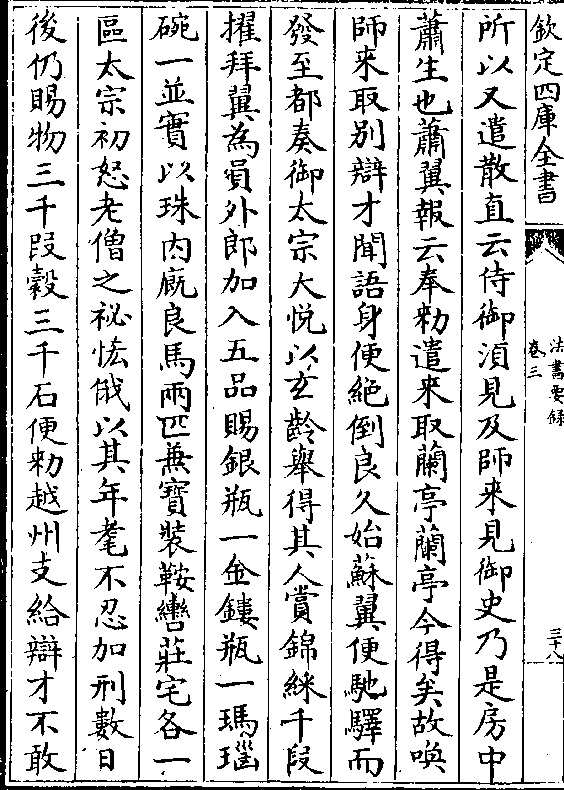 欽定四庫全書
法書要録
卷三
三十八
所以又遣散直云侍御須見及師来見御史乃是房中
蕭生也蕭翼報云奉勑遣来取蘭亭蘭亭今得矣故喚
師来取别辯才聞語身便絶倒良久始蘇翼便馳驛而
發至都奏御太宗大悦以玄齡舉得其人賞錦綵千段
擢拜翼為員外郎加入五品賜銀瓶一金鏤瓶一瑪瑙
碗一並實以珠内厩良馬兩匹兼寶裝鞍轡莊宅各一
區太宗初怒老僧之祕恡俄以其年耄不忍加刑數日
後仍賜物三千段穀三千石便勑越州支給辯才不敢